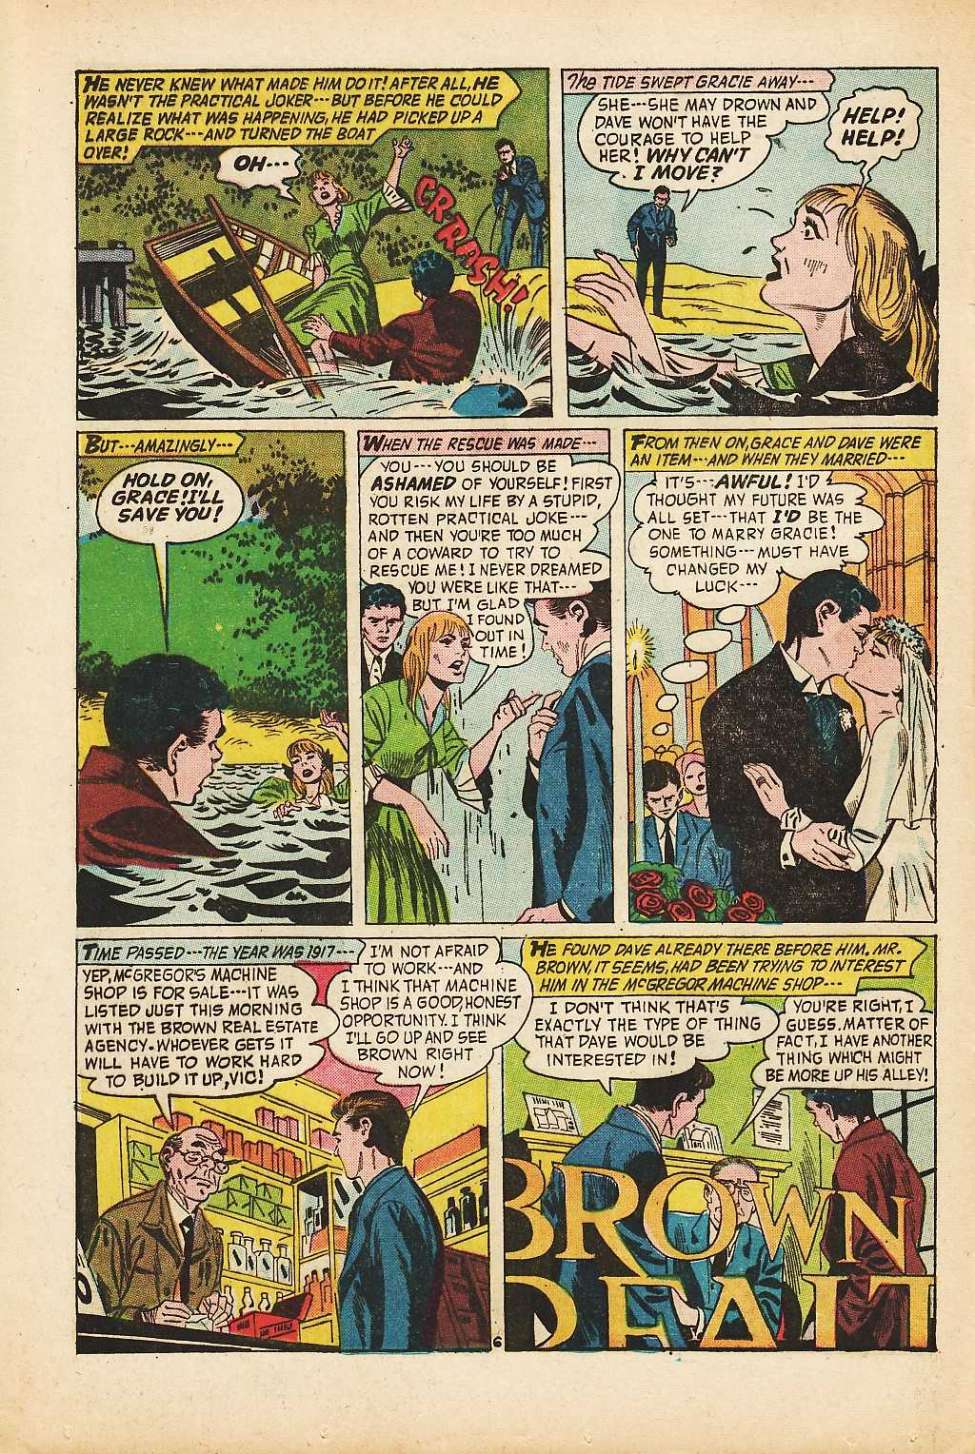 HE NEVER KNEW WHAT MADE HIM DO IT! AFTER ALL, HE
WASN'T THE PRACTICAL JOKER---BUT BEFORE HE COULD
REALIZE WHAT WAS HAPPENING, HE HAD PICKED UP A
LARGE ROCK---AND TURNED THE BOAT
OVER!
OH---
CR-RASH!
THE TIDE SWEPT GRACIE AWAY---
SHE---SHE MAY DROWN AND
DAVE WON'T HAVE THE
COURAGE TO HELP
HER! WHY CAN'T
I MOVE?
HELP!
HELP!
BUT---AMAZINGLY---
HOLD ON,
GRACE! I'LL
SAVE YOU!
WHEN THE RESCUE WAS MADE---
YOU---YOU SHOULD BE
ASHAMED OF YOURSELF! FIRST
YOU RISK MY LIFE BY A STUPID,
ROTTEN PRACTICAL JOKE---
AND THEN YOU'RE TOO MUCH
OF A COWARD TO TRY TO
RESCUE ME! I NEVER DREAMED
YOU WERE LIKE THAT---
BUT I'M GLAD
I FOUND
OUT IN
TIME!
FROM THEN ON, GRACE AND DAVE WERE
AN ITEM---AND WHEN THEY MARRIED---
IT'S---AWFUL! I'D
THOUGHT MY FUTURE WAS
ALL SET---THAT I'D BE THE
ONE TO MARRY GRACIE!
SOMETHING---MUST HAVE
CHANGED MY
LUCK---
TIME PASSED---THE YEAR WAS 1917---
YEP, McGREGOR'S MACHINE
SHOP IS FOR SALE---IT WAS
LISTED JUST THIS MORNING
WITH THE BROWN REAL ESTATE
AGENCY. WHOEVER GETS IT
WILL HAVE TO WORK HARD
TO BUILD IT UP, VIC!
I'M NOT AFRAID
TO WORK---AND
I THINK THAT MACHINE
SHOP IS A GOOD, HONEST
OPPORTUNITY. I THINK
I'LL GO UP AND SEE
BROWN RIGHT
NOW!
HE FOUND DAVE ALREADY THERE BEFORE HIM. MR.
BROWN, IT SEEMS, HAD BEEN TRYING TO INTEREST
HIM IN THE McGREGOR MACHINE SHOP---
I DON'T THINK THAT'S
EXACTLY THE TYPE OF THING
THAT DAVE WOULD BE
INTERESTED IN!
YOU'RE RIGHT, I
GUESS. MATTER OF
FACT, I HAVE ANOTHER
THING WHICH MIGHT
BE MORE UP HIS ALLEY!
BROWN
REALT
6